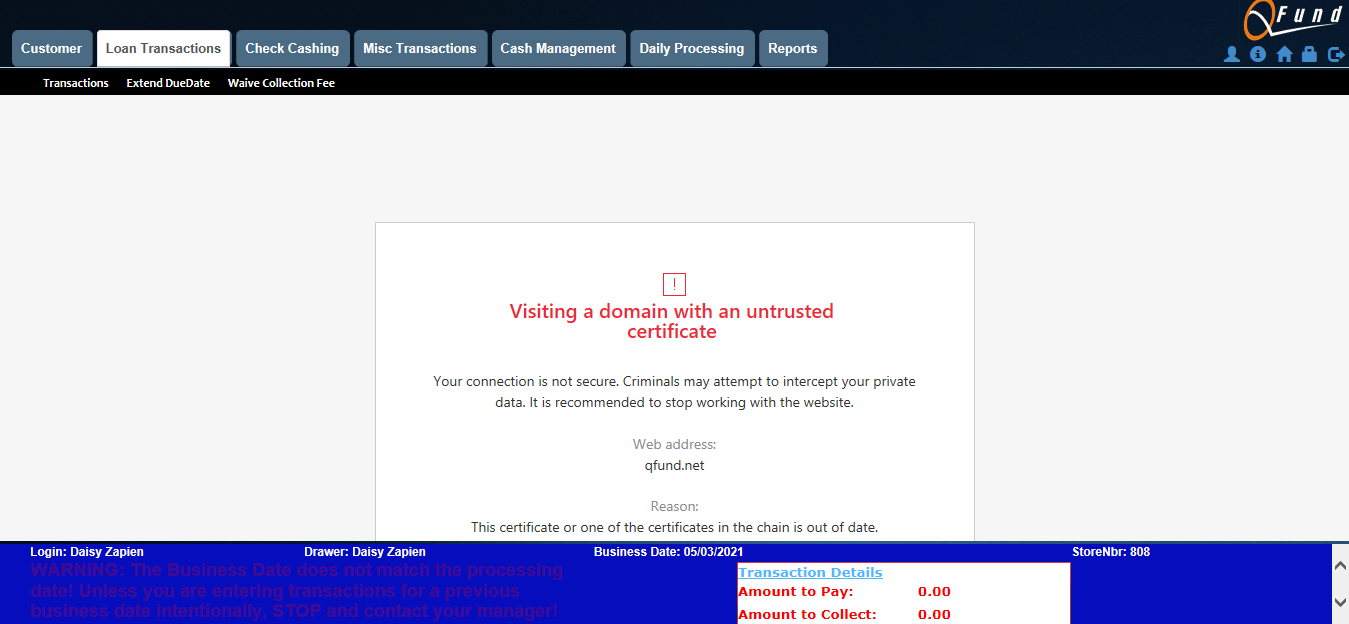 QFund
Customer Loan Transactions Check Cashing Misc Transactions Cash Management Daily Processing Reports
Transactions Extend DueDate Waive Collection Fee
!
Visiting a domain with an untrusted
certificate
Your connection is not secure. Criminals may attempt to intercept your private
data. It is recommended to stop working with the website.
Web address:
qfund.net
Reason:
This certificate or one of the certificates in the chain is out of date.
Login: Daisy Zapien Drawer: Daisy Zapien Business Date: 05/03/2021 StoreNbr: 808
WARNING: The Business Date does not match the processing
date! Unless you are entering transactions for a previous
business date intentionally, STOP and contact your manager!
Transaction Details
Amount to Pay: 0.00
Amount to Collect: 0.00